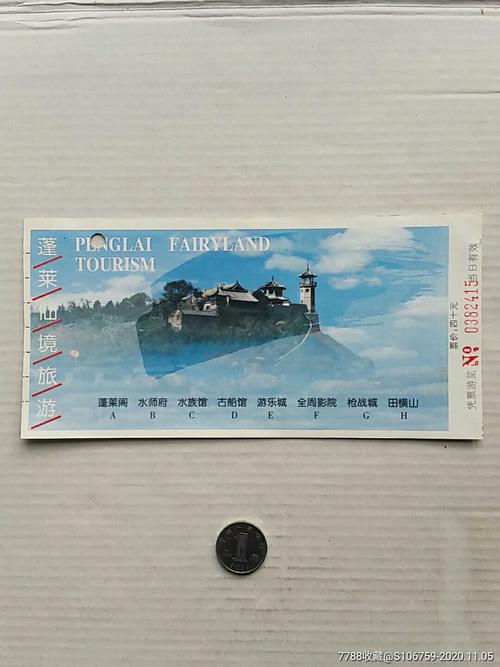 蓬莱仙境旅游
PENGLAI FAIRYLAND
TOURISM
蓬莱阁 水师府 水族馆 古船馆 游乐城 全周影院 枪战城 田横山
A B C D E F G H
票价:四十元
No 0382415
凭票游览 当日有效
1
7788收藏@S106759-2020.11.05